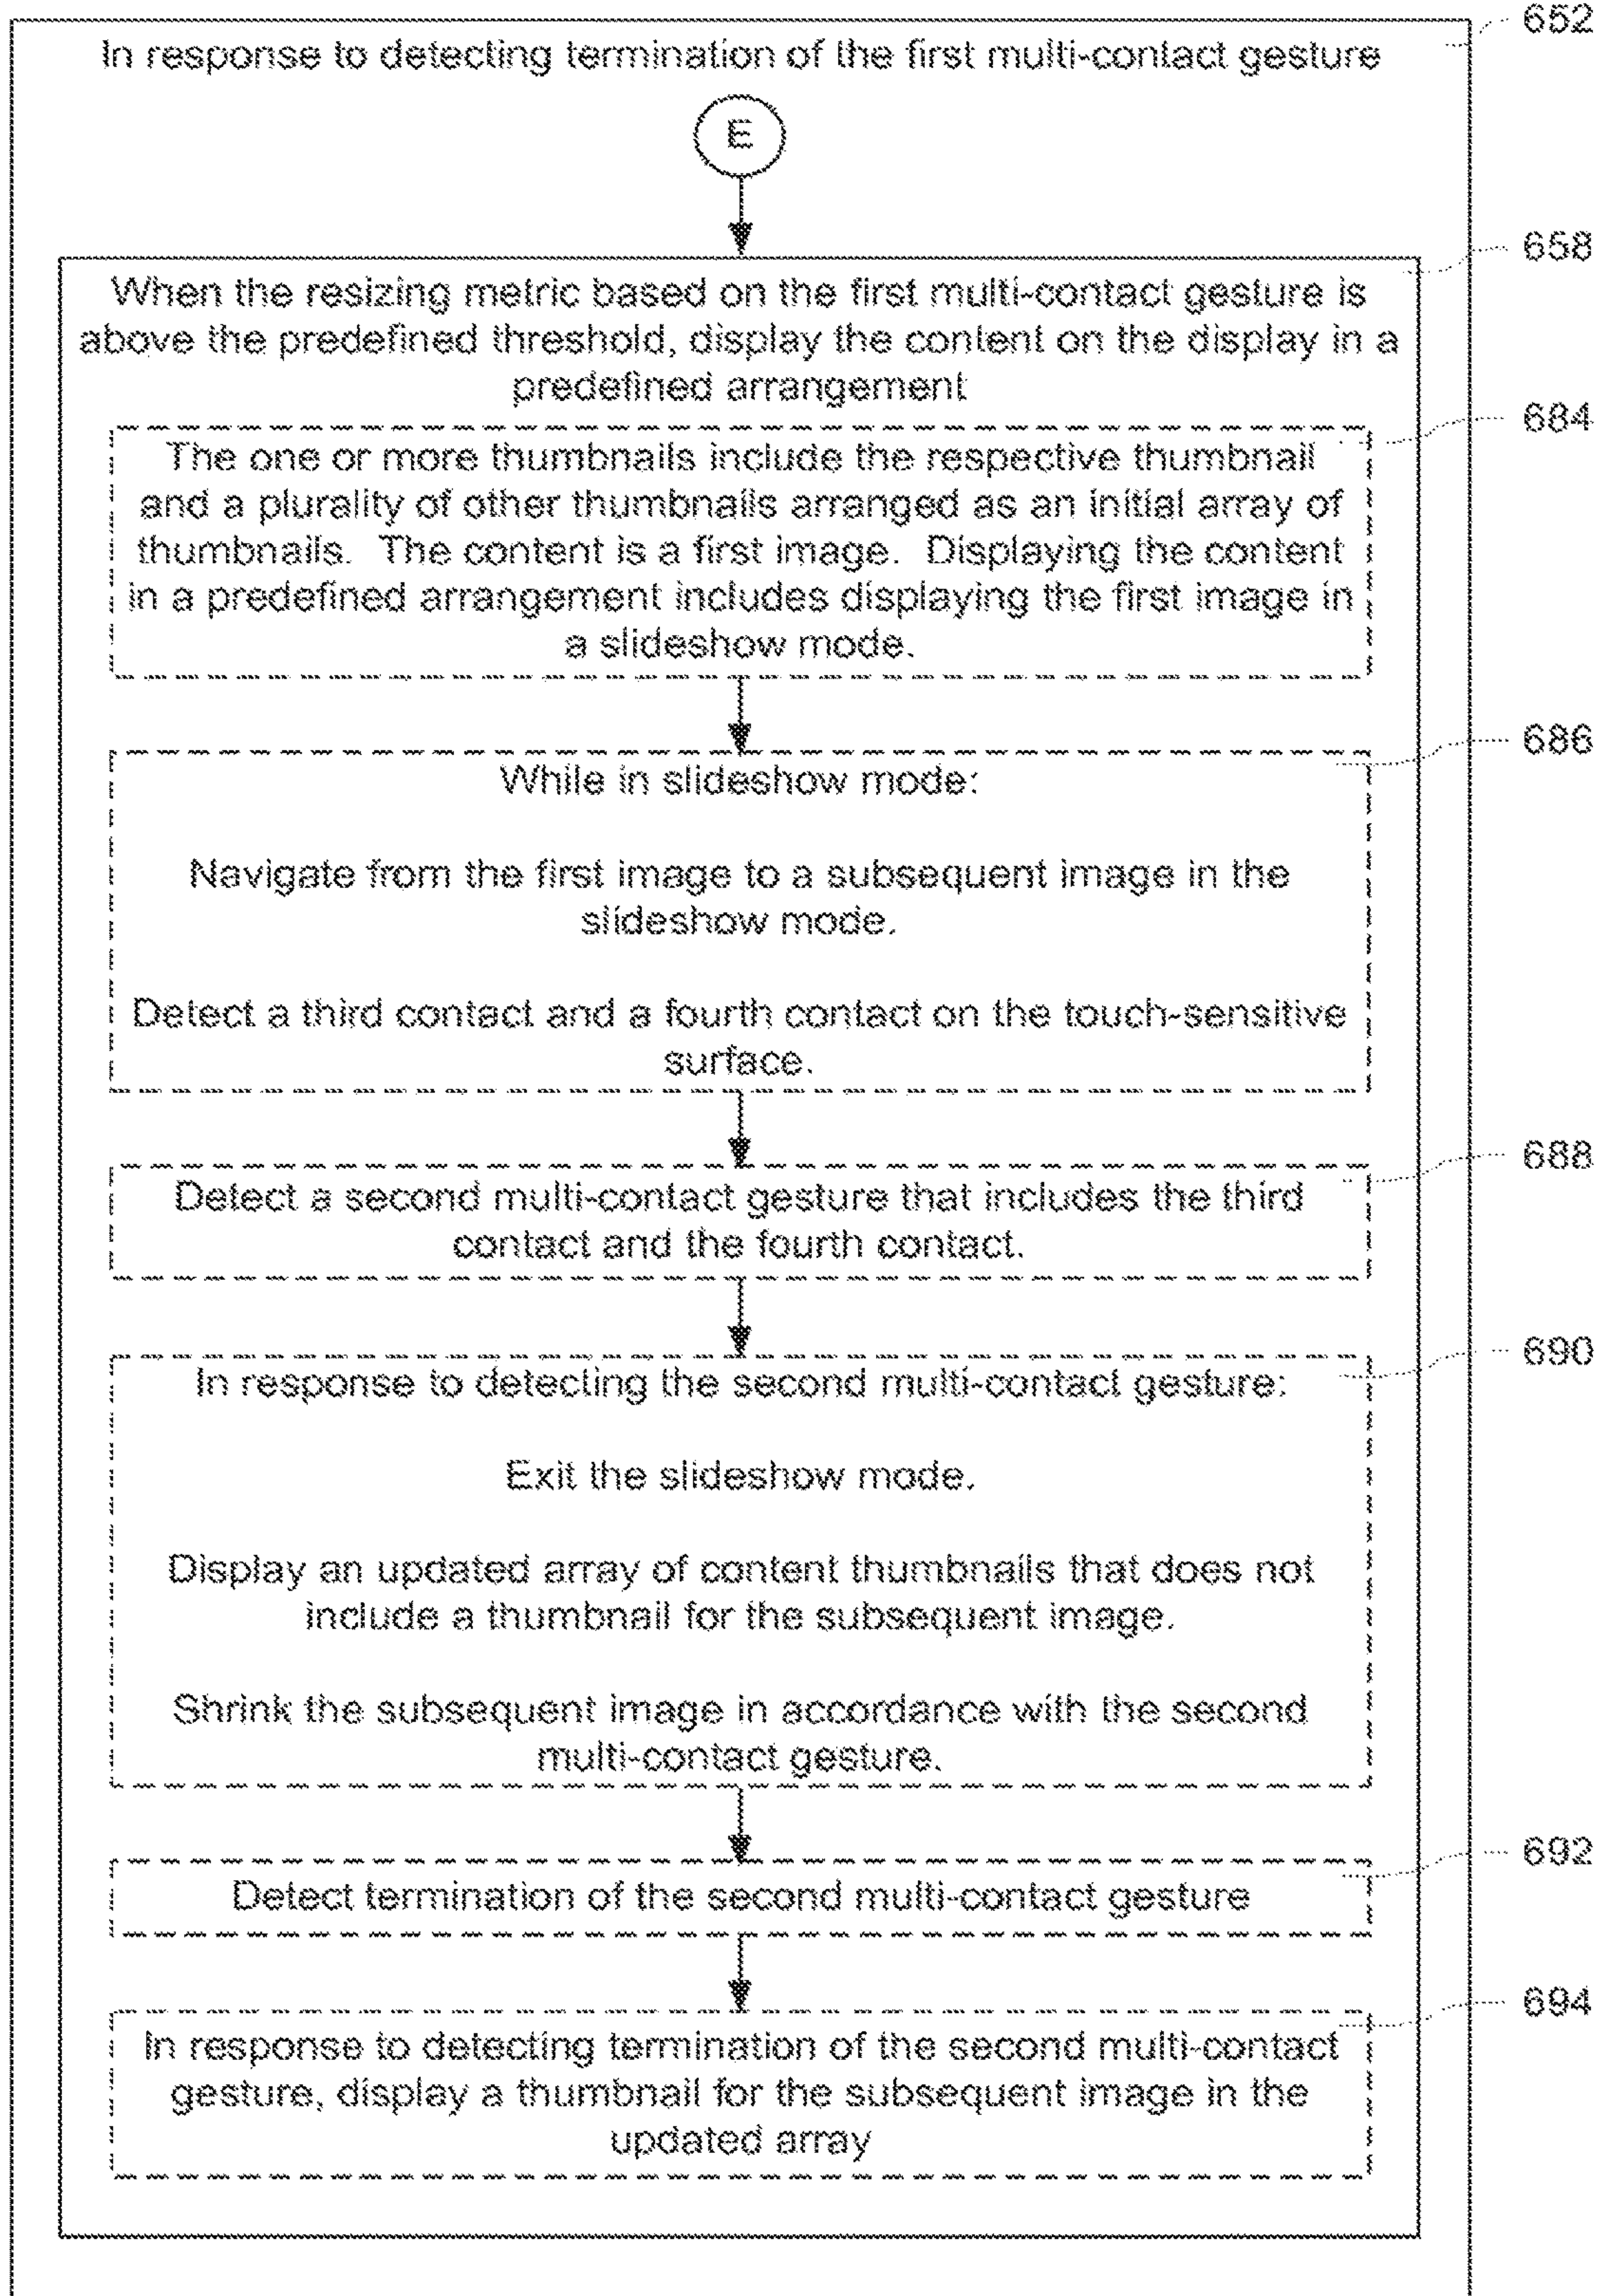 652
In response to detecting termination of the first multi-contact gesture
E
658
When the resizing metric based on the first multi-contact gesture is
above the predefined threshold, display the content on the display in a
predefined arrangement
684
The one or more thumbnails include the respective thumbnail
and a plurality of other thumbnails arranged as an initial array of
thumbnails. The content is a first image. Displaying the content
in a predefined arrangement includes displaying the first image in
a slideshow mode.
686
While in slideshow mode:
Navigate from the first image to a subsequent image in the
slideshow mode.
Detect a third contact and a fourth contact on the touch-sensitive
surface.
688
Detect a second multi-contact gesture that includes the third
contact and the fourth contact.
690
In response to detecting the second multi-contact gesture:
Exit the slideshow mode.
Display an updated array of content thumbnails that does not
include a thumbnail for the subsequent image.
Shrink the subsequent image in accordance with the second
multi-contact gesture.
692
Detect termination of the second multi-contact gesture
694
In response to detecting termination of the second multi-contact
gesture, display a thumbnail for the subsequent image in the
updated array